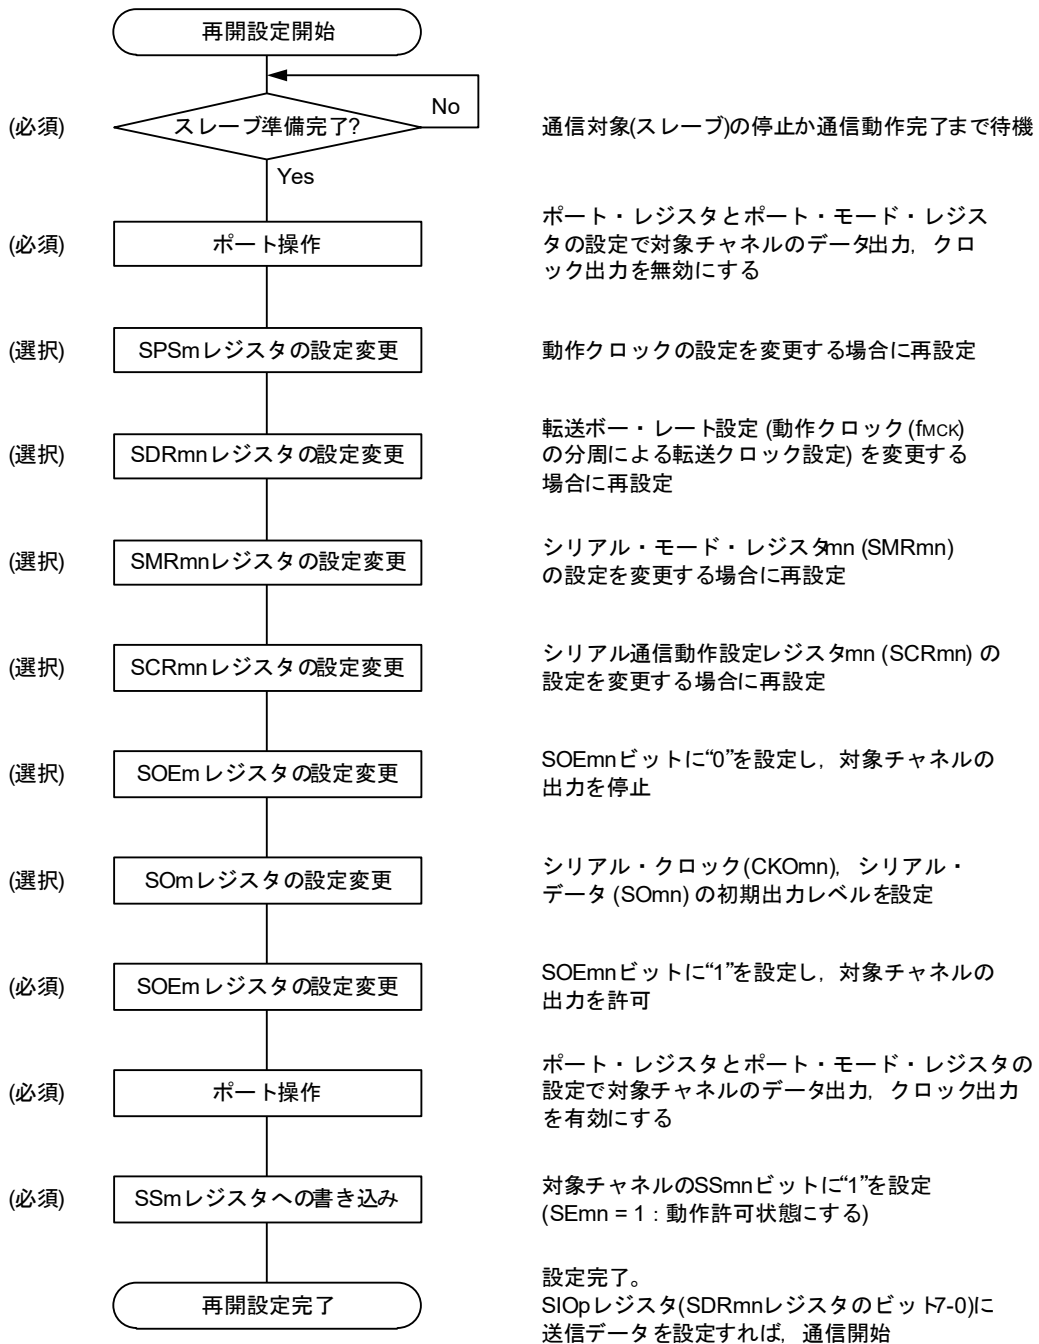 再開設定開始
No
(必須)
スレーブ準備完了?
通信対象(スレーブ)の停止か通信動作完了まで待機
Yes
(必須)
ポート操作
ポート・レジスタとポート・モード・レジス
タの設定で対象チャネルのデータ出力，クロ
ック出力を無効にする
(選択)
SPSmレジスタの設定変更
動作クロックの設定を変更する場合に再設定
(選択)
SDRmnレジスタの設定変更
転送ボー・レート設定 (動作クロック(fMCK)
の分周による転送クロック設定) を変更する
場合に再設定
(選択)
SMRmnレジスタの設定変更
シリアル・モード・レジスタmn (SMRmn)
の設定を変更する場合に再設定
(選択)
SCRmnレジスタの設定変更
シリアル通信動作設定レジスタmn (SCRmn) の
設定を変更する場合に再設定
(選択)
SOEmレジスタの設定変更
SOEmnビットに“0”を設定し，対象チャネルの
出力を停止
(選択)
SOmレジスタの設定変更
シリアル・クロック(CKOmn)，シリアル・
データ (SOmn) の初期出力レベルを設定
(必須)
SOEmレジスタの設定変更
SOEmnビットに“1”を設定し，対象チャネルの
出力を許可
(必須)
ポート操作
ポート・レジスタとポート・モード・レジスタの
設定で対象チャネルのデータ出力，クロック出力
を有効にする
(必須)
SSmレジスタへの書き込み
対象チャネルのSSmnビットに“1”を設定
(SEmn = 1：動作許可状態にする)
再開設定完了
設定完了。
SIOpレジスタ(SDRmnレジスタのビット7-0)に
送信データを設定すれば，通信開始